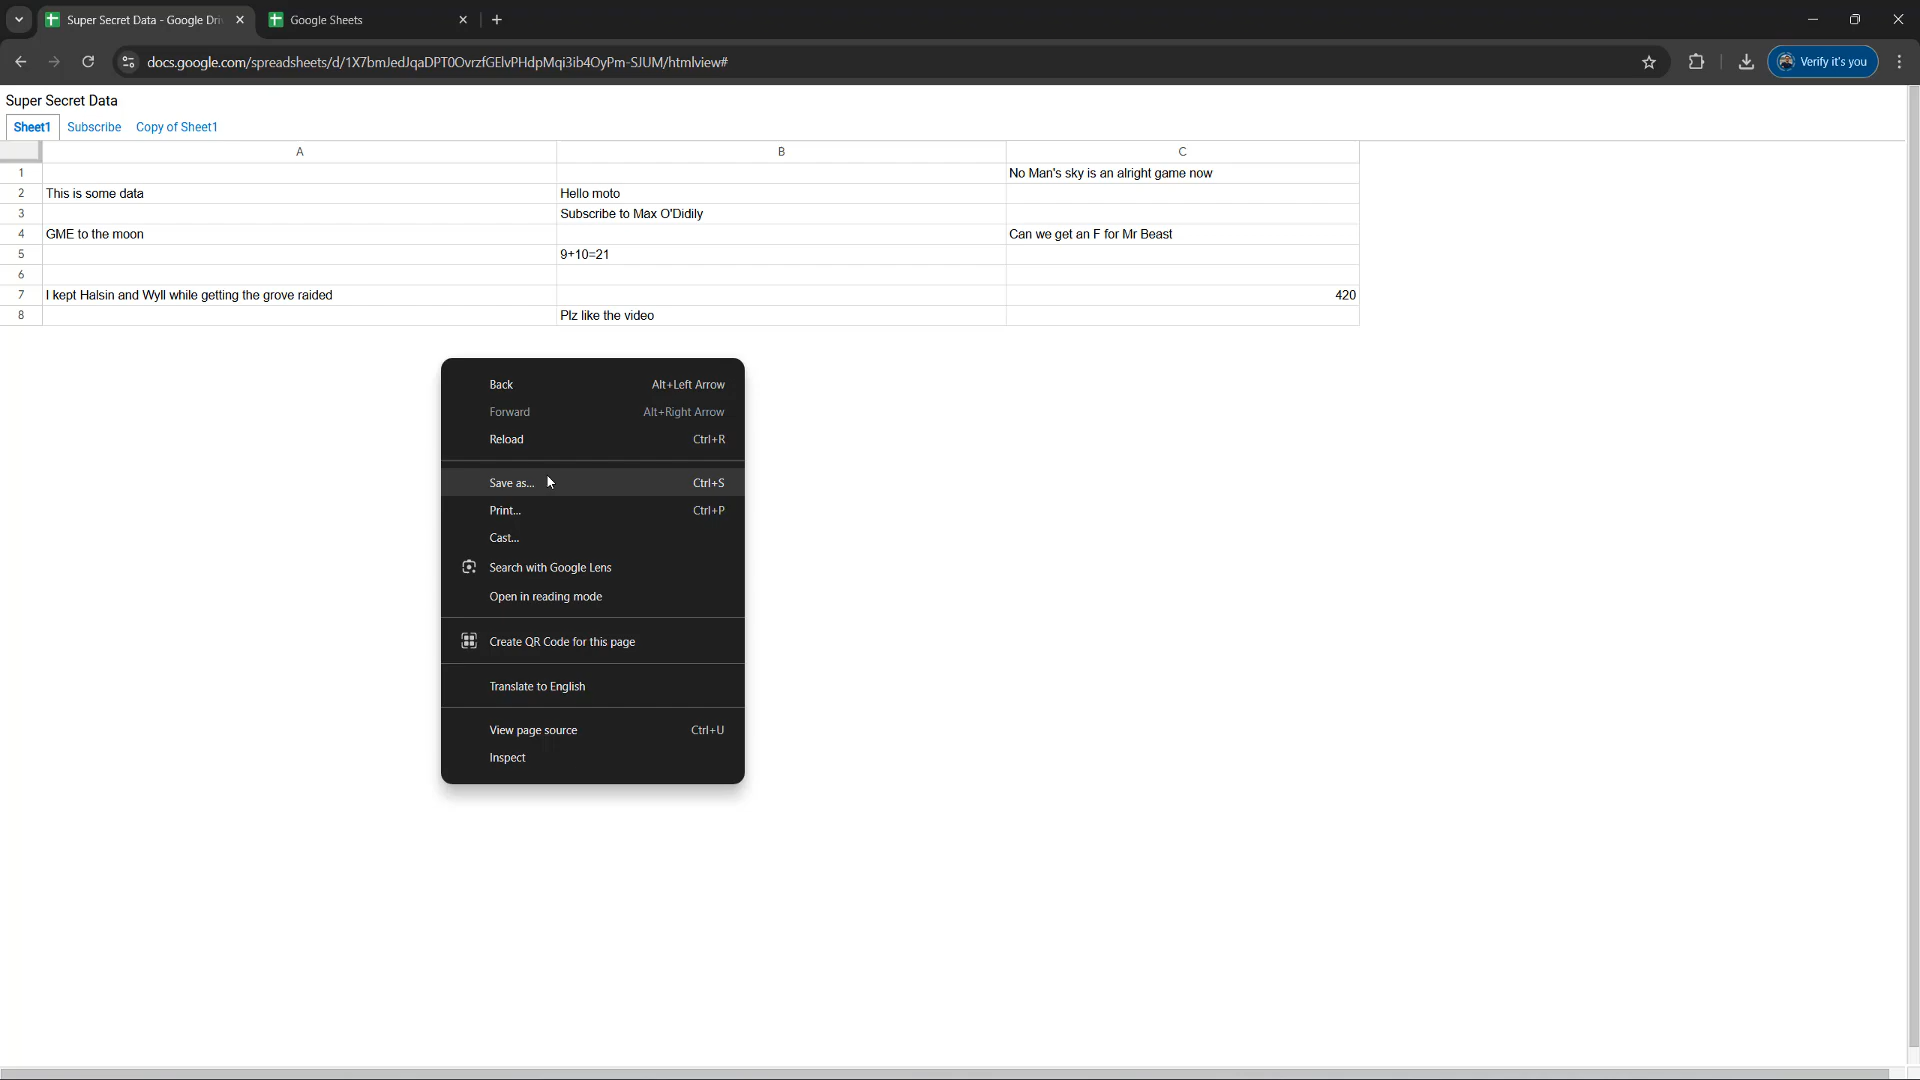 Super Secret Data - Google Dri
Google Sheets
docs.google.com/spreadsheets/d/1X7bmJedJqaDPT0OvrzfGElvPHdpMqi3ib4OyPm-SJUM/htmlview#
Verify it's you
Super Secret Data
Sheet1 Subscribe Copy of Sheet1
A B C
1 No Man's sky is an alright game now
2 This is some data Hello moto
3 Subscribe to Max O'Didily
4 GME to the moon Can we get an F for Mr Beast
5 9+10=21
6
7 I kept Halsin and Wyll while getting the grove raided 420
8 Plz like the video
Back Alt+Left Arrow
Forward Alt+Right Arrow
Reload Ctrl+R
Save as... Ctrl+S
Print... Ctrl+P
Cast...
Search with Google Lens
Open in reading mode
Create QR Code for this page
Translate to English
View page source Ctrl+U
Inspect